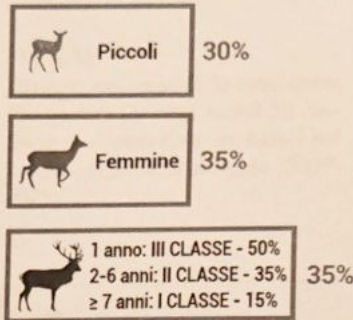 Piccoli 30%
Femmine 35%
1 anno: III CLASSE - 50%
2-6 anni: II CLASSE - 35% 35%
≥ 7 anni: I CLASSE - 15%